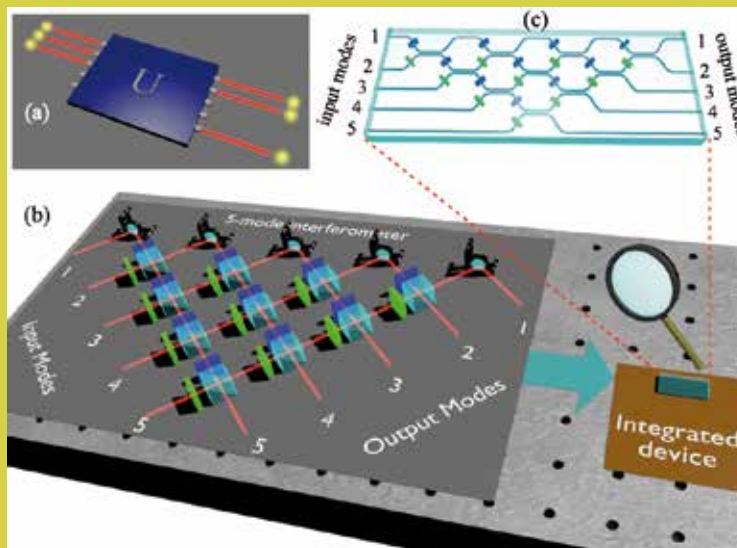 (a)
U
(c)
input modes
1
2
3
4
5
1
2
3
4
5
output modes
(b)
5-mode interferometer
Input Modes
1
2
3
4
5
1
2
3
4
5
Output Modes
Integrated
device